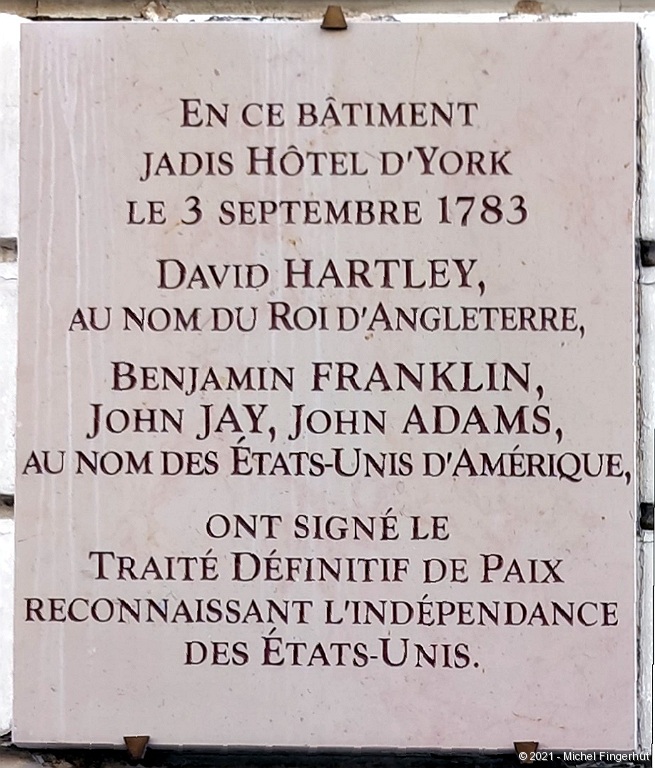 En ce bâtiment
jadis Hôtel d'York
le 3 septembre 1783
David HARTLEY,
au nom du Roi d'Angleterre,
Benjamin FRANKLIN,
John JAY, John ADAMS,
au nom des États-Unis d'Amérique,
ont signé le
Traité Définitif de Paix
reconnaissant l'indépendance
des États-Unis.
© 2021 - Michel Fingerhut